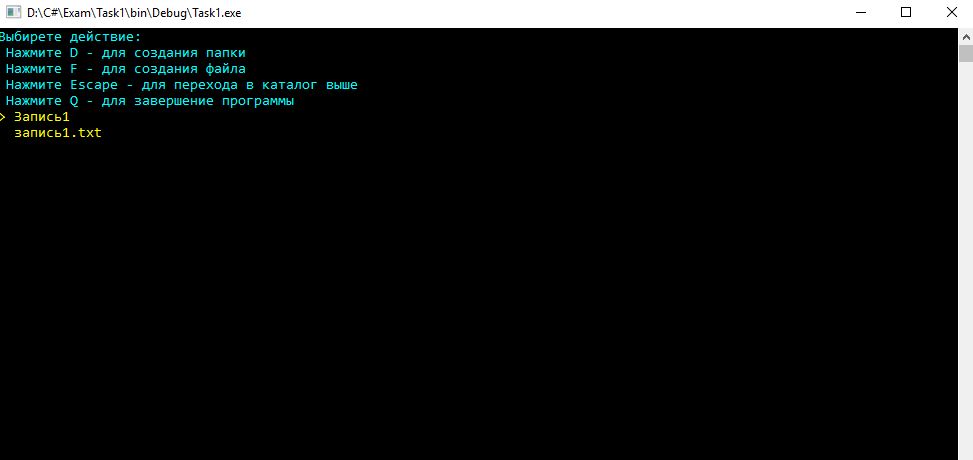 D:\C#\Exam\Task1\bin\Debug\Task1.exe
Выбирете действие:
Нажмите D - для создания папки
Нажмите F - для создания файла
Нажмите Escape - для перехода в каталог выше
Нажмите Q - для завершение программы
> Запись1
запись1.txt